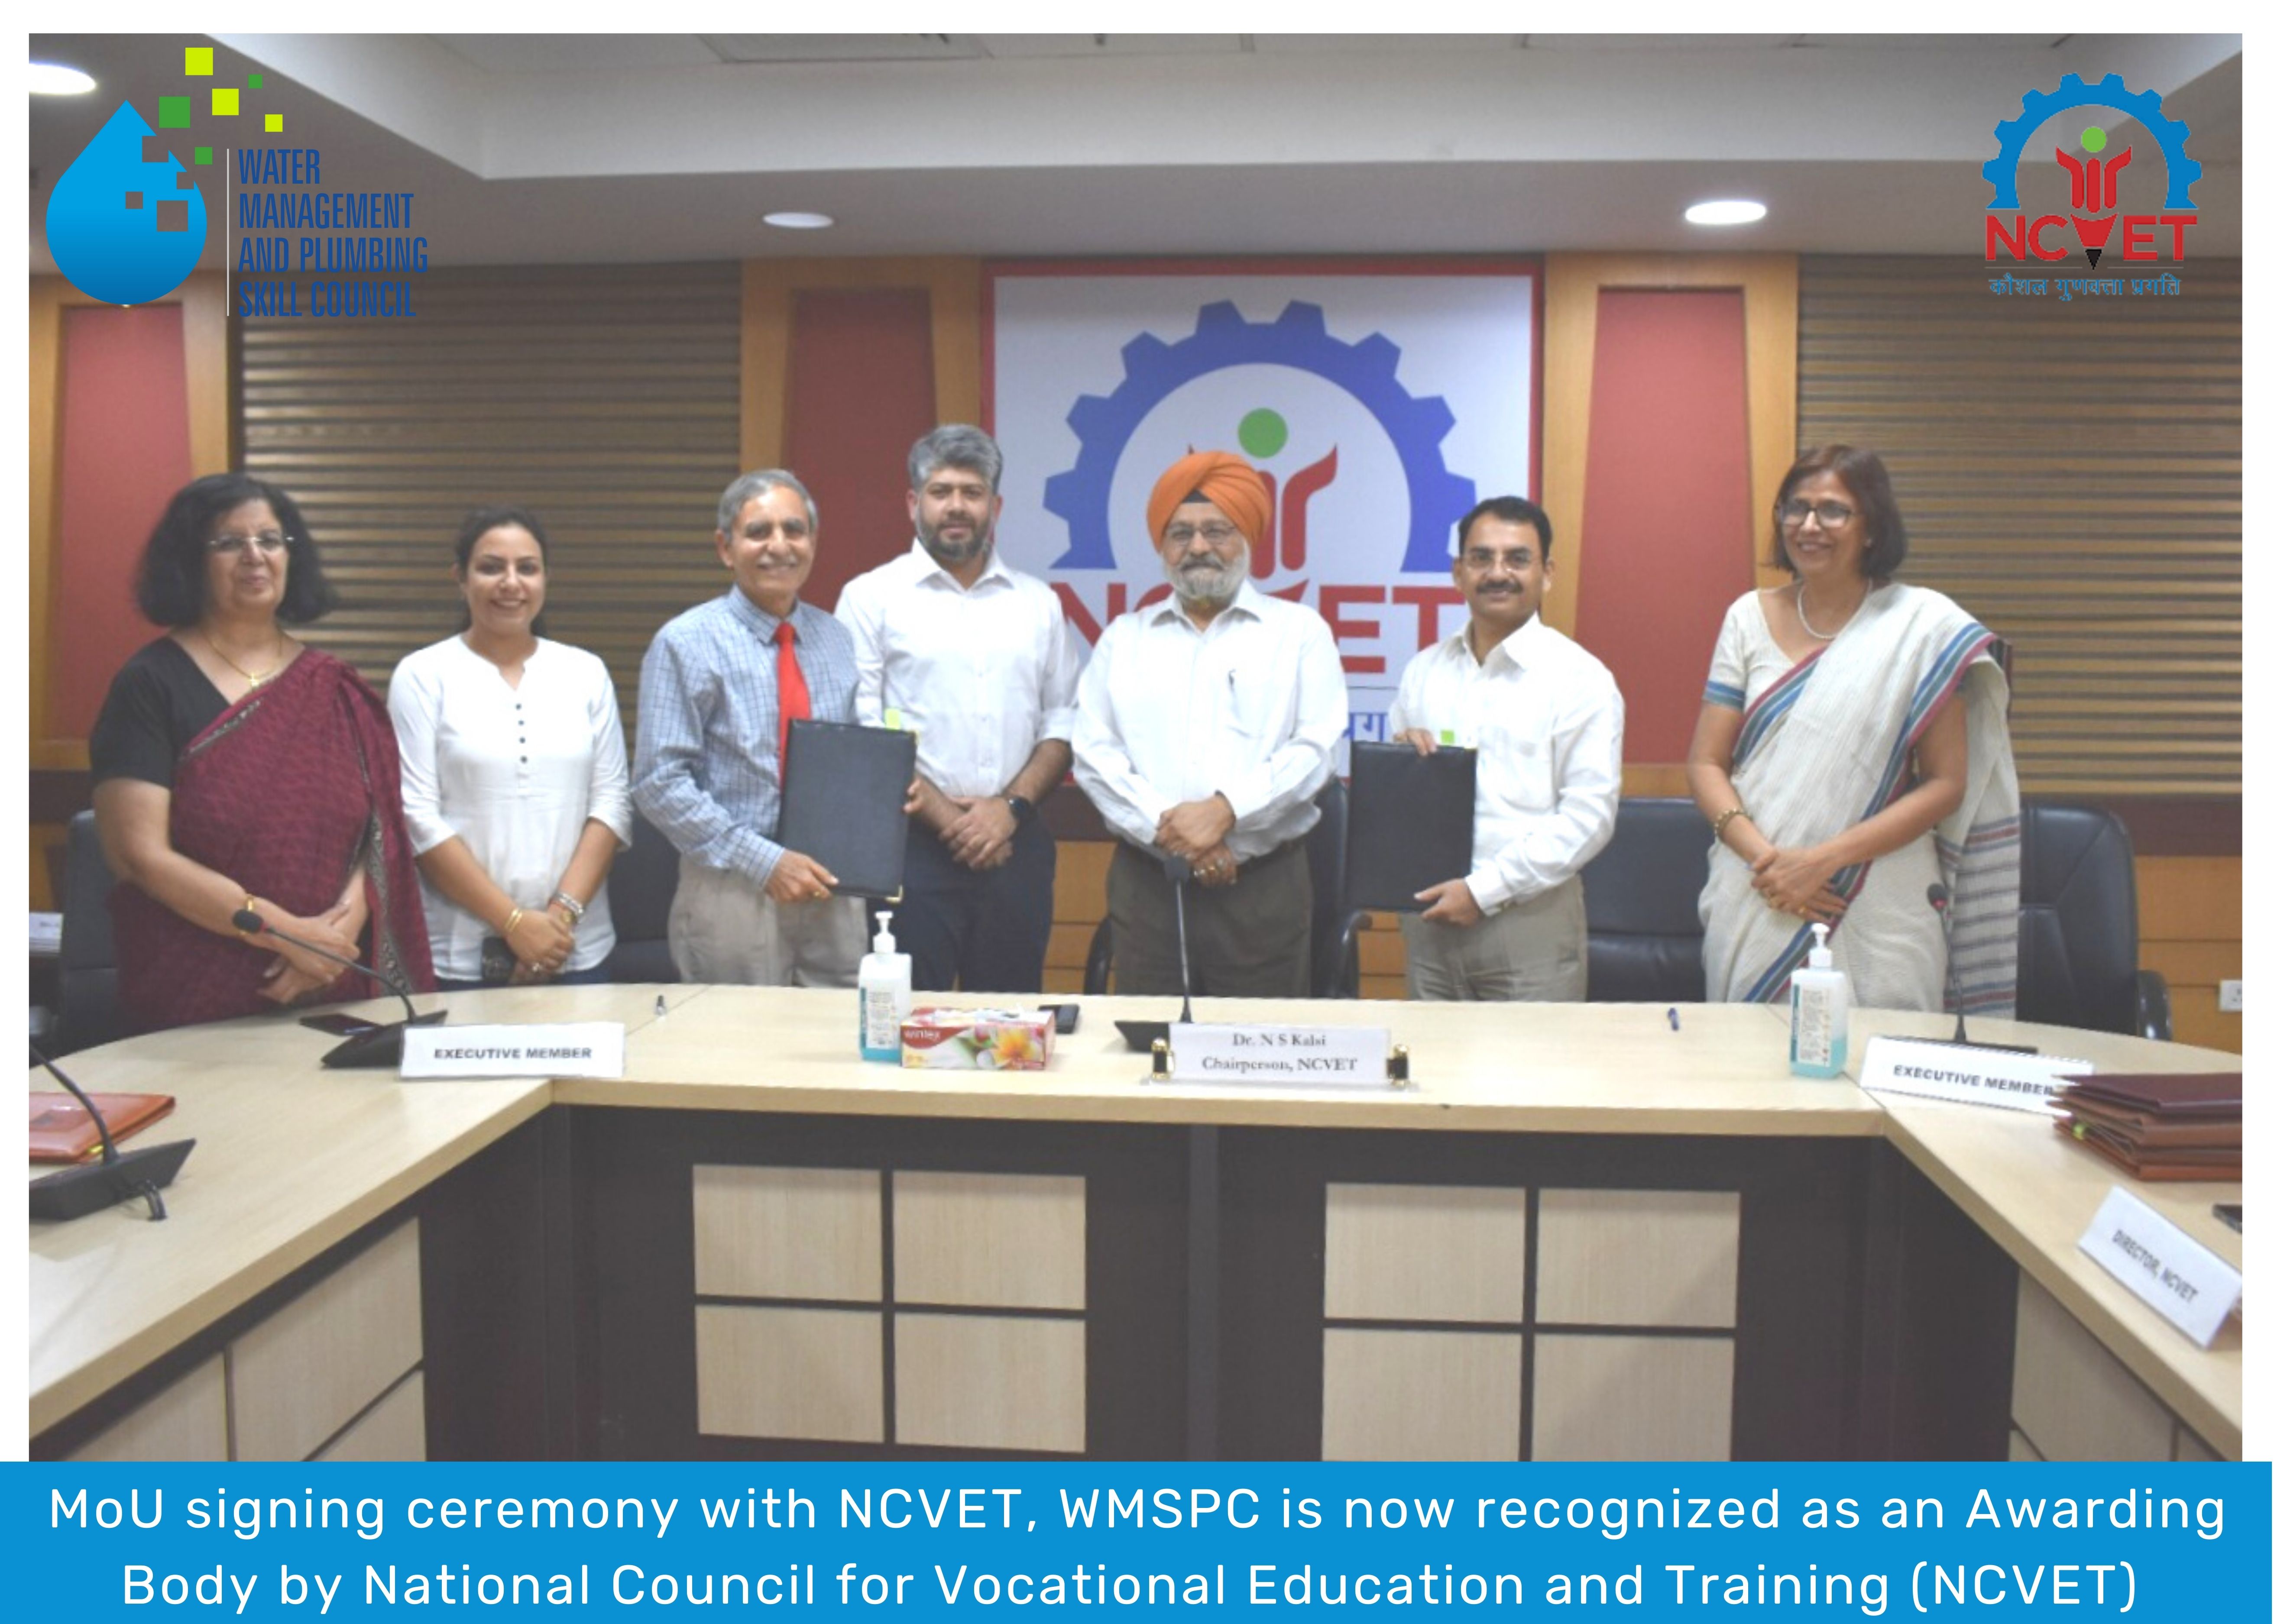 WATER
MANAGEMENT
AND PLUMBING
SKILL COUNCIL
NCVET
कौशल गुणवत्ता प्रगति
ET
प्रग
EXECUTIVE MEMBER
Dr. N S Kalsi
Chairperson, NCVET
EXECUTIVE MEMBER
DIRECTOR, NCVET
MoU signing ceremony with NCVET, WMSPC is now recognized as an Awarding
Body by National Council for Vocational Education and Training (NCVET)